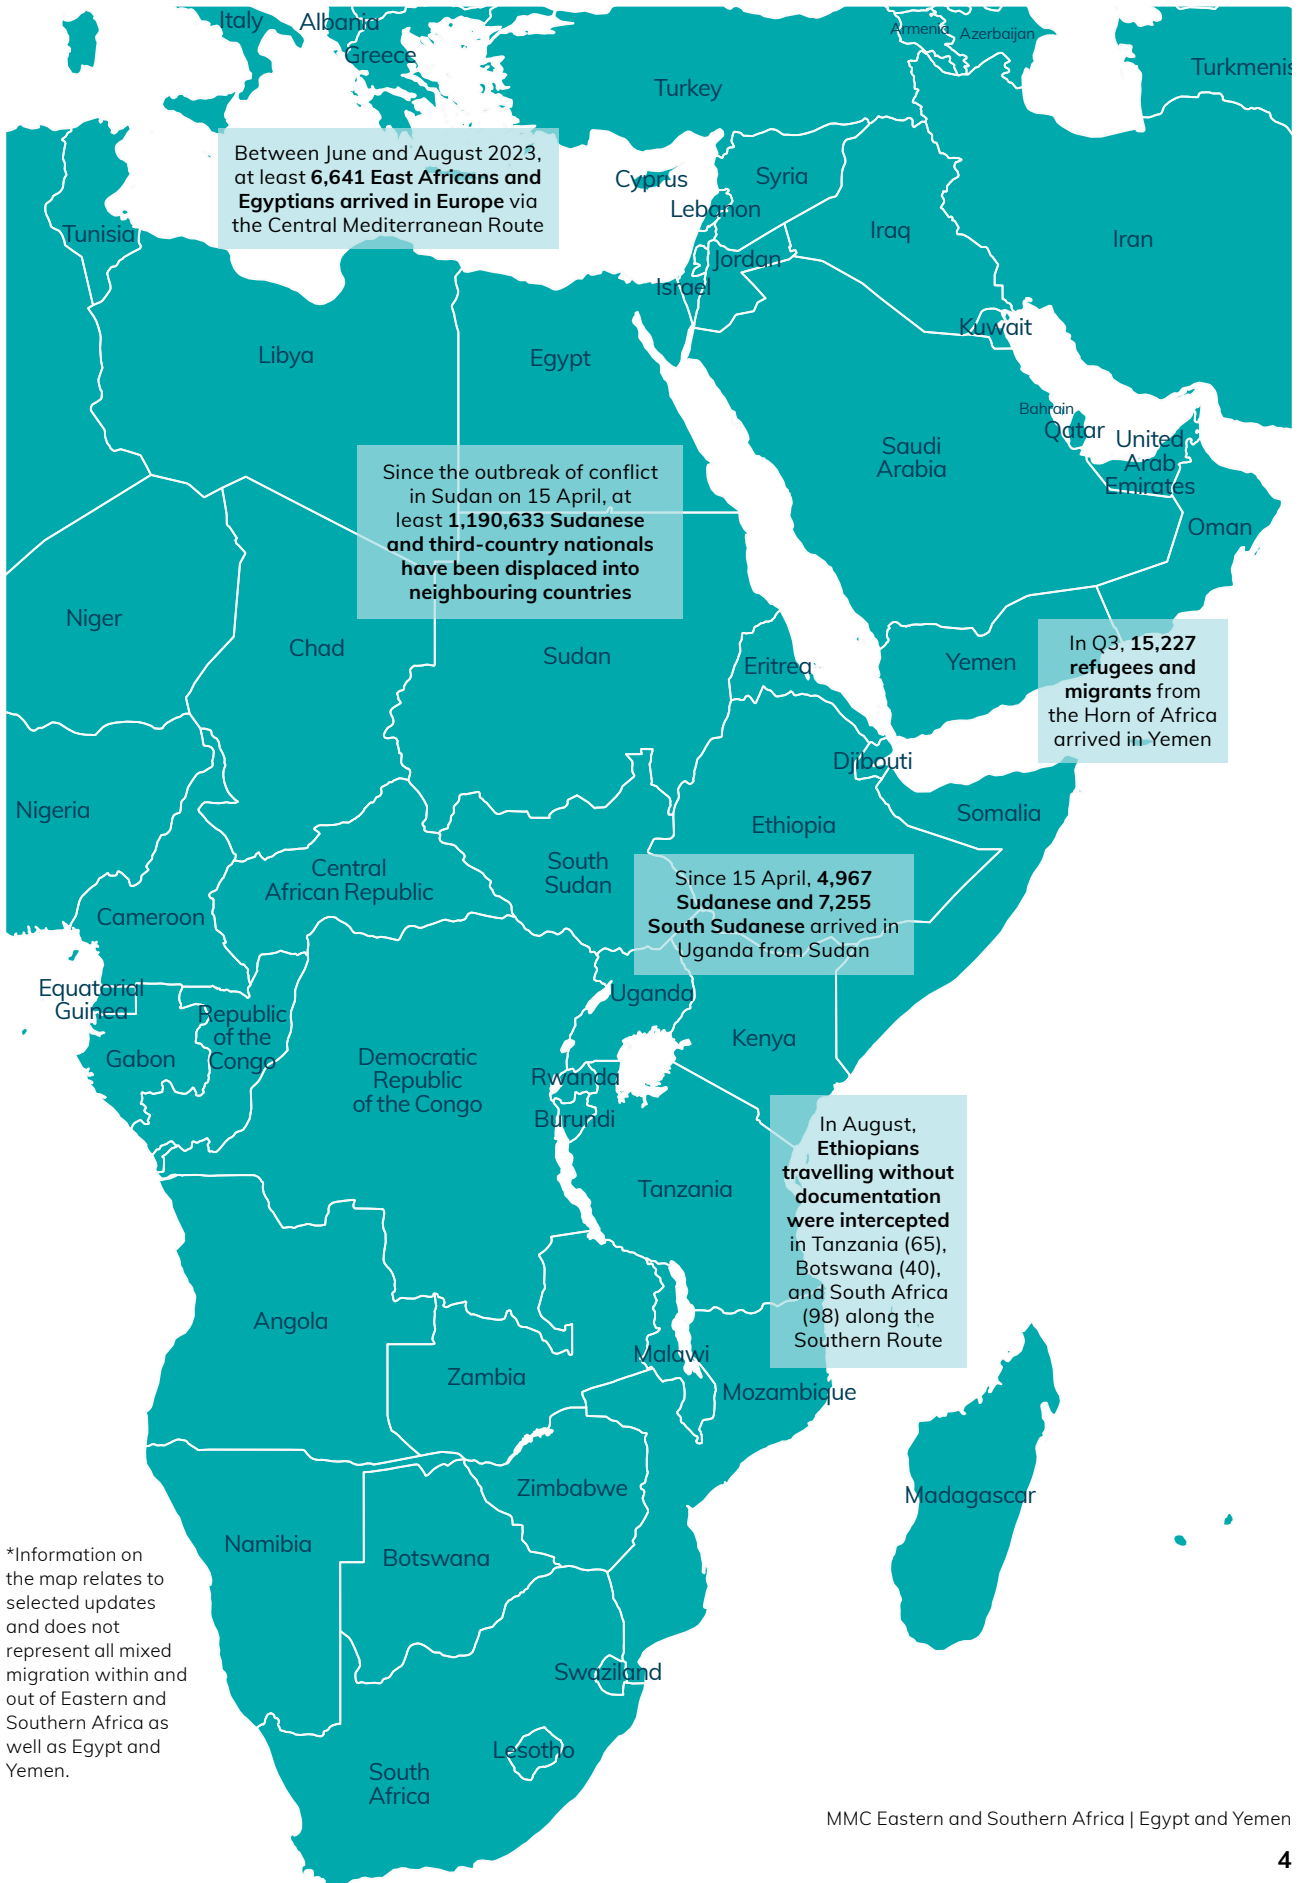 Italy
Albania
Greece
Armenia
Azerbaijan
Turkmenis
Turkey
Between June and August 2023,
at least 6,641 East Africans and
Egyptians arrived in Europe via
the Central Mediterranean Route
Cyprus
Syria
Lebanon
Tunisia
Iraq
Iran
Jordan
Israel
Kuwait
Libya
Egypt
Bahrain
Qatar
United
Arab
Emirates
Saudi
Arabia
Since the outbreak of conflict
in Sudan on 15 April, at
least 1,190,633 Sudanese
and third-country nationals
have been displaced into
neighbouring countries
Oman
Niger
Chad
Sudan
Eritrea
Yemen
In Q3, 15,227
refugees and
migrants from
the Horn of Africa
arrived in Yemen
Djibouti
Nigeria
Somalia
Ethiopia
Central
African Republic
South
Sudan
Since 15 April, 4,967
Sudanese and 7,255
South Sudanese arrived in
Uganda from Sudan
Cameroon
Equatorial
Guinea
Republic
of the
Congo
Uganda
Gabon
Kenya
Democratic
Republic
of the Congo
Rwanda
Burundi
In August,
Ethiopians
travelling without
documentation
were intercepted
in Tanzania (65),
Botswana (40),
and South Africa
(98) along the
Southern Route
Tanzania
Angola
Malawi
Zambia
Mozambique
Zimbabwe
Madagascar
Namibia
Botswana
*Information on
the map relates to
selected updates
and does not
represent all mixed
migration within and
out of Eastern and
Southern Africa as
well as Egypt and
Yemen.
Swaziland
Lesotho
South
Africa
MMC Eastern and Southern Africa | Egypt and Yemen
4